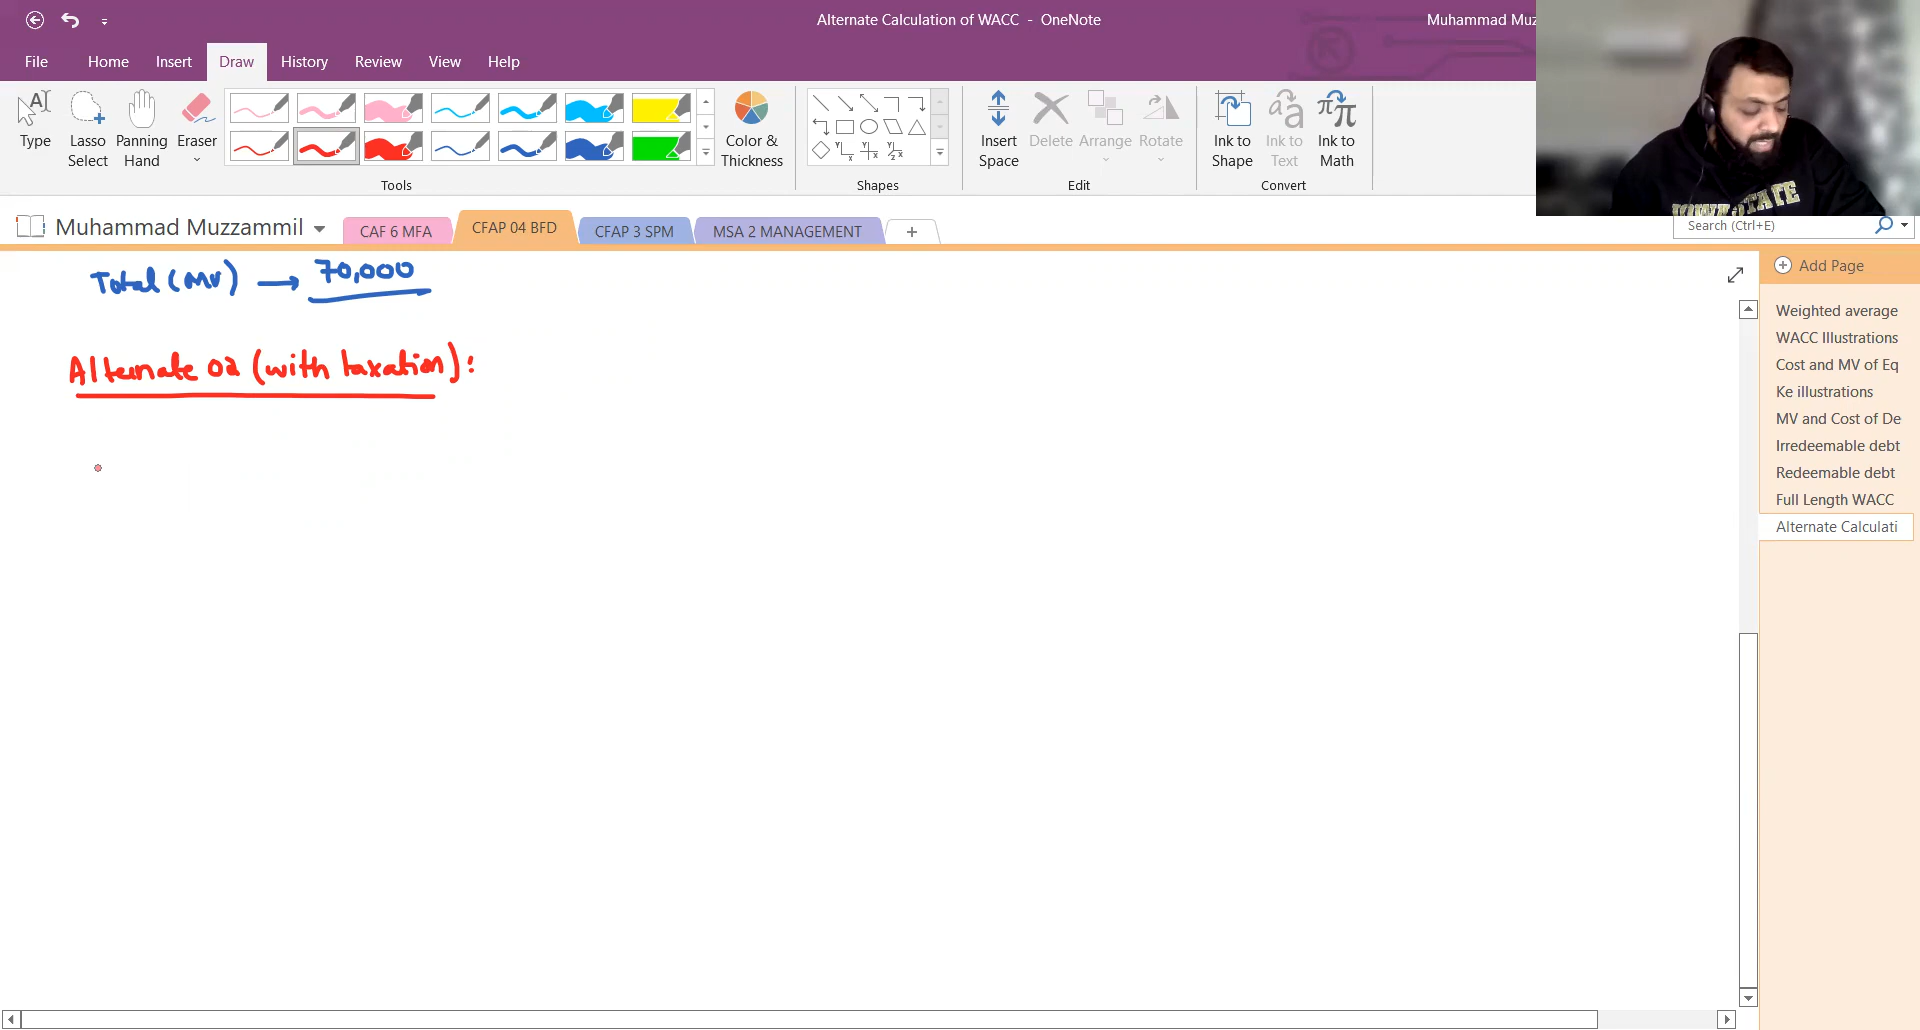 Alternate Calculation of WACC - OneNote
Muhammad Muz
File Home Insert Draw History Review View Help
Type
Lasso Select
Panning Hand
Eraser
Color & Thickness
Insert Space
Delete
Arrange
Rotate
Ink to Shape
Ink to Text
Ink to Math
Tools
Shapes
Edit
Convert
Muhammad Muzzammil
CAF 6 MFA
CFAP 04 BFD
CFAP 3 SPM
MSA 2 MANAGEMENT
Search (Ctrl+E)
Total (MV) → 70,000
Alternate 02 (with taxation):
Add Page
Weighted average
WACC Illustrations
Cost and MV of Eq
Ke illustrations
MV and Cost of De
Irredeemable debt
Redeemable debt
Full Length WACC
Alternate Calculati